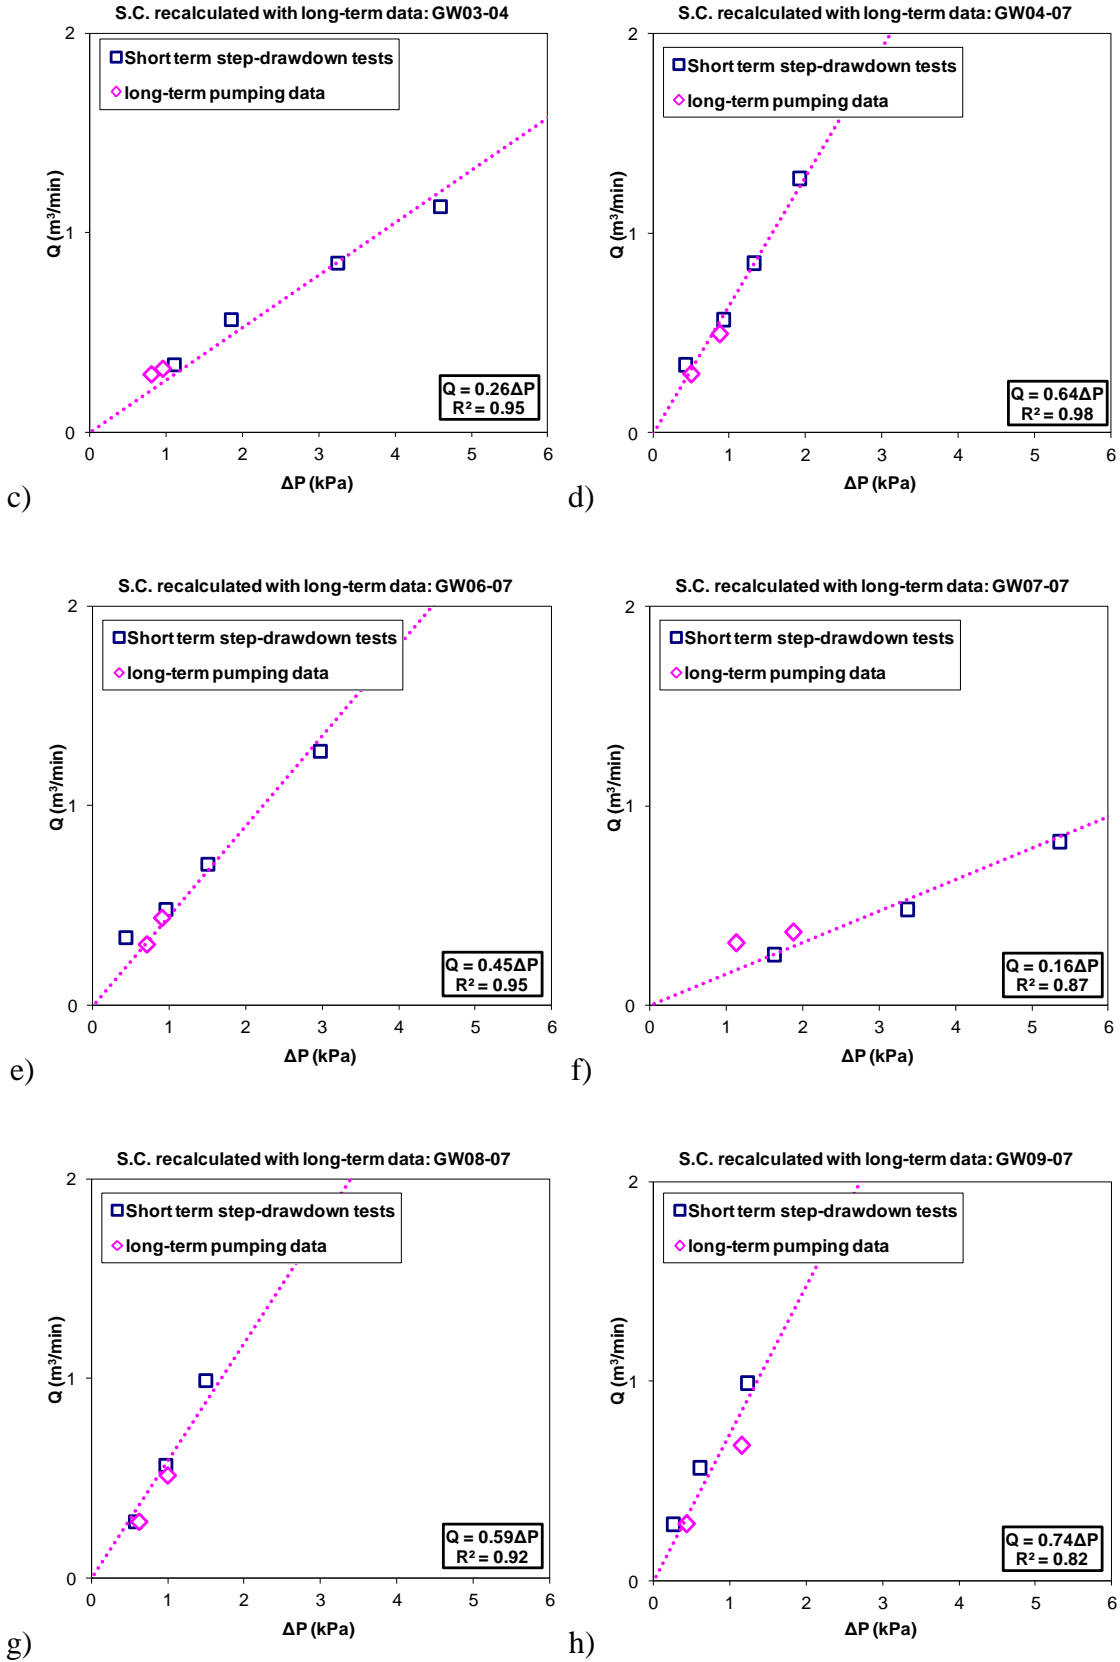 S.C. recalculated with long-term data: GW03-04
2
Short term step-drawdown tests
long-term pumping data
Q (m³/min)
1
Q = 0.26ΔP
R² = 0.95
0
0 1 2 3 4 5 6
ΔP (kPa)
c)
S.C. recalculated with long-term data: GW04-07
2
Short term step-drawdown tests
long-term pumping data
Q (m³/min)
1
Q = 0.64ΔP
R² = 0.98
0
0 1 2 3 4 5 6
ΔP (kPa)
d)
S.C. recalculated with long-term data: GW06-07
2
Short term step-drawdown tests
long-term pumping data
Q (m³/min)
1
Q = 0.45ΔP
R² = 0.95
0
0 1 2 3 4 5 6
ΔP (kPa)
e)
S.C. recalculated with long-term data: GW07-07
2
Short term step-drawdown tests
long-term pumping data
Q (m³/min)
1
Q = 0.16ΔP
R² = 0.87
0
0 1 2 3 4 5 6
ΔP (kPa)
f)
S.C. recalculated with long-term data: GW08-07
2
Short term step-drawdown tests
long-term pumping data
Q (m³/min)
1
Q = 0.59ΔP
R² = 0.92
0
0 1 2 3 4 5 6
ΔP (kPa)
g)
S.C. recalculated with long-term data: GW09-07
2
Short term step-drawdown tests
long-term pumping data
Q (m³/min)
1
Q = 0.74ΔP
R² = 0.82
0
0 1 2 3 4 5 6
ΔP (kPa)
h)